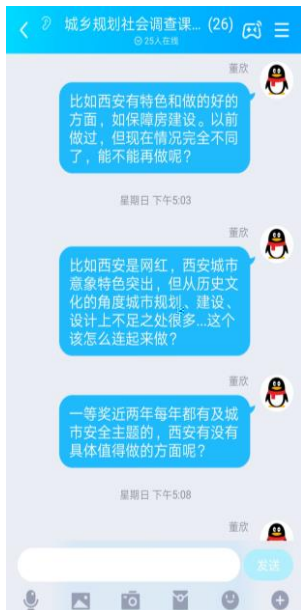 城乡规划社会调查课... (26)
25人在线
董欣
比如西安有特色和做的好的
方面，如保障房建设。以前
做过，但现在情况完全不同
了，能不能再做呢？
星期日 下午5:03
董欣
比如西安是网红，西安城市
意象特色突出，但从历史文
化的角度城市规划、建设、
设计上不足之处很多...这个
该怎么连起来做？
董欣
一等奖近两年每年都有及城
市安全主题的，西安有没有
具体值得做的方面呢？
星期日 下午5:08
董欣
发送